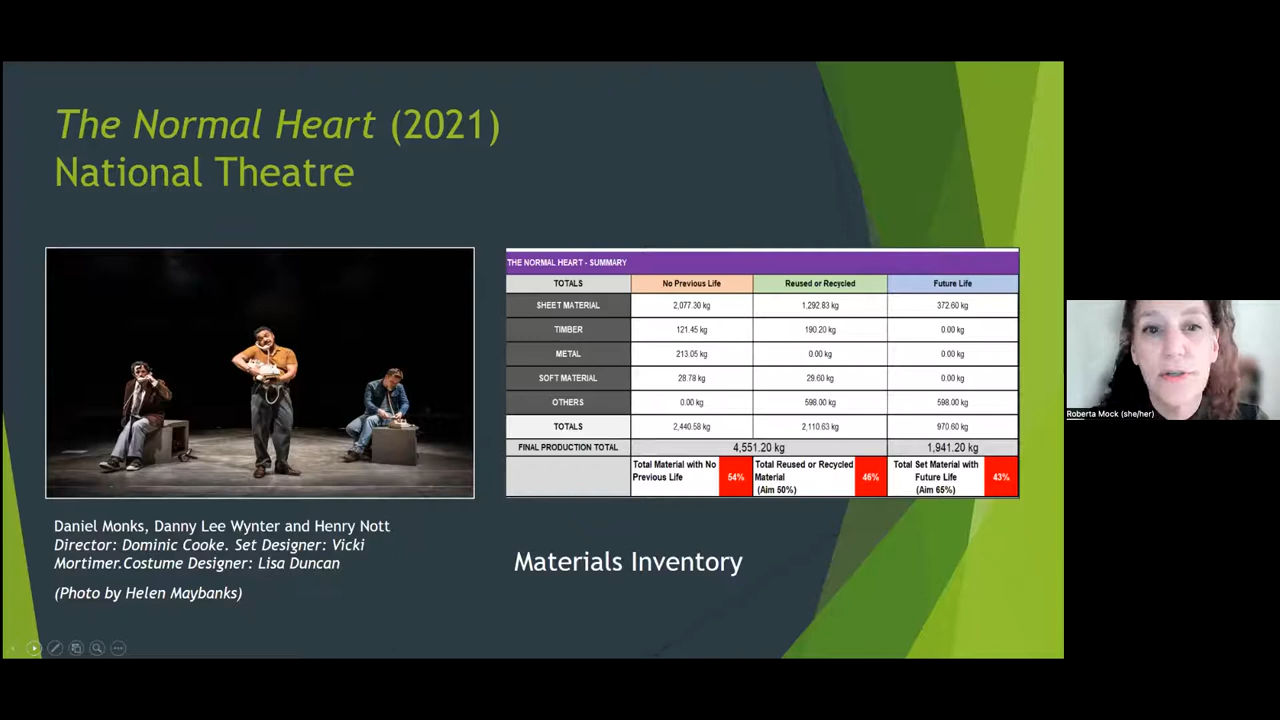 The Normal Heart (2021)
National Theatre
THE NORMAL HEART - SUMMARY
TOTALS No Previous Life Reused or Recycled Future Life
SHEET MATERIAL 2,077.30 kg 1,292.83 kg 372.60 kg
TIMBER 121.45 kg 190.20 kg 0.00 kg
METAL 213.05 kg 0.00 kg 0.00 kg
SOFT MATERIAL 28.78 kg 29.60 kg 0.00 kg
OTHERS 0.00 kg 598.00 kg 598.00 kg
TOTALS 2,440.58 kg 2,110.63 kg 970.60 kg
FINAL PRODUCTION TOTAL 4,551.20 kg 1,941.20 kg
Total Material with No Previous Life 54% Total Reused or Recycled Material (Aim 50%) 46% Total Set Material with Future Life (Aim 65%) 43%
Daniel Monks, Danny Lee Wynter and Henry Nott
Director: Dominic Cooke. Set Designer: Vicki
Mortimer.Costume Designer: Lisa Duncan
(Photo by Helen Maybanks)
Materials Inventory
Roberta Mock (she/her)